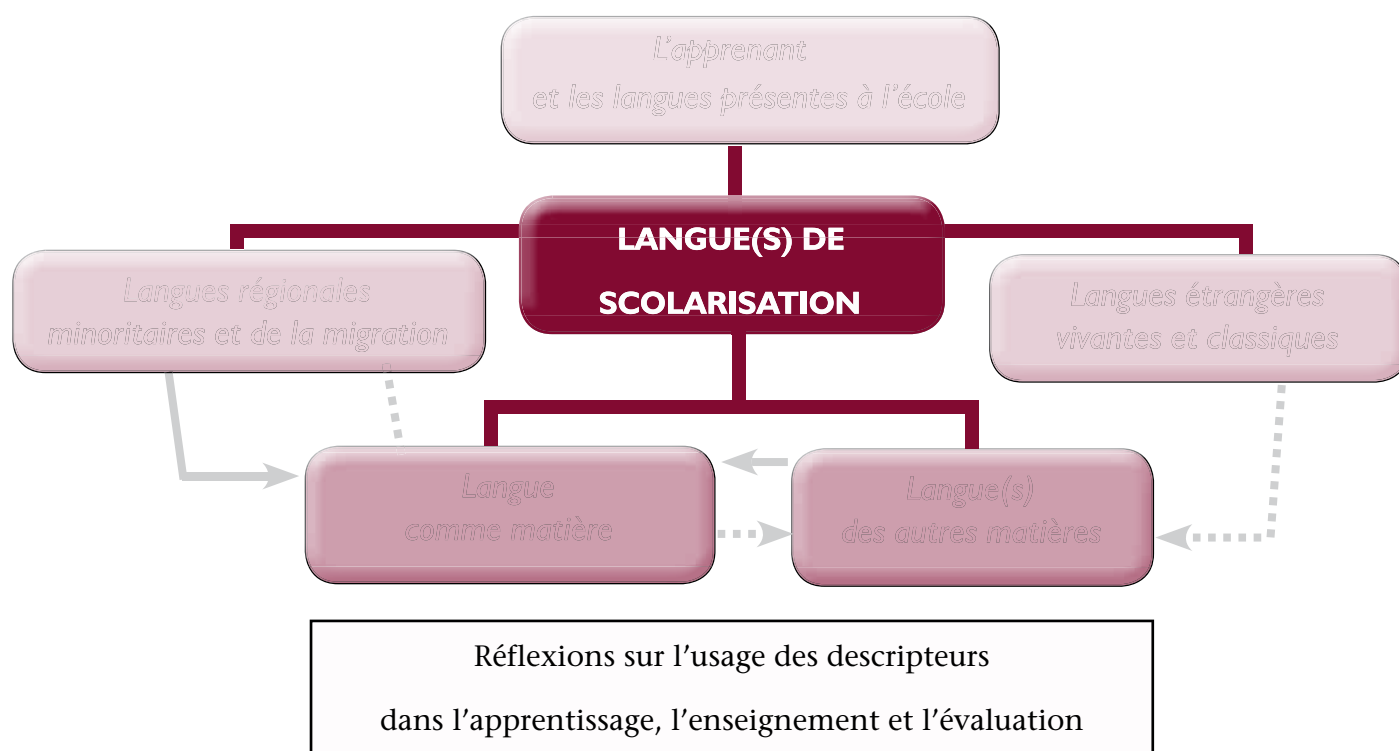 L'apprenant
et les langues présentes à l'école
LANGUE(S) DE
SCOLARISATION
Langues régionales
minoritaires et de la migration
Langues étrangères
vivantes et classiques
Langue
comme matière
Langue(s)
des autres matières
Réflexions sur l'usage des descripteurs
dans l'apprentissage, l'enseignement et l'évaluation